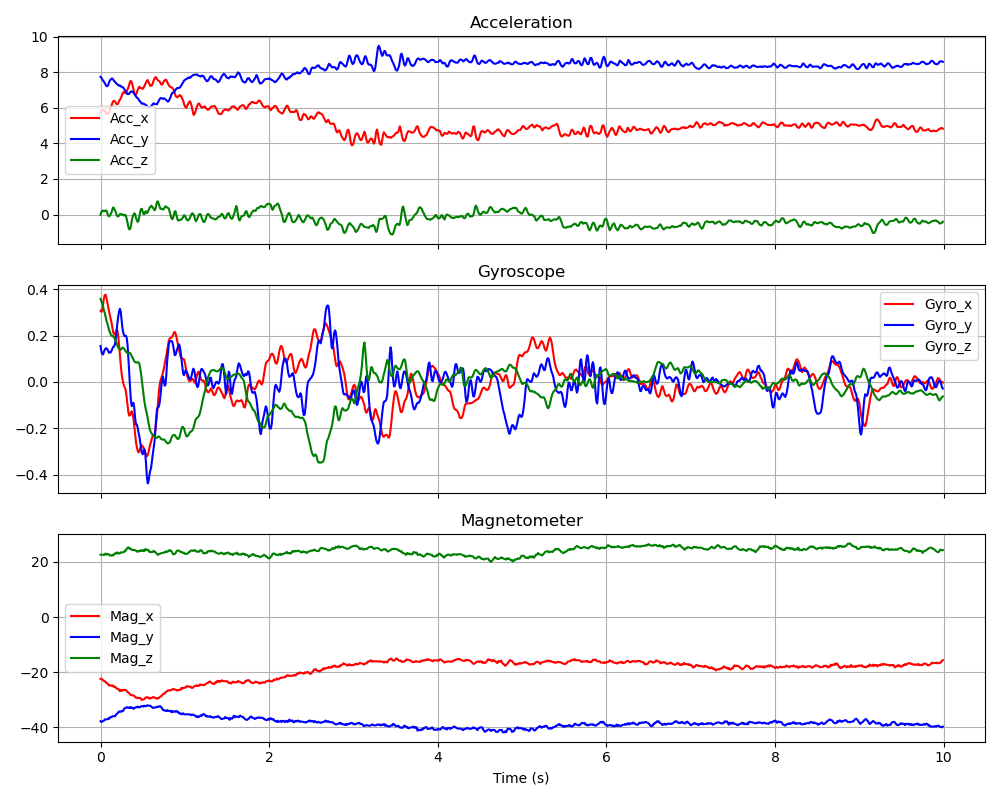 Acceleration
10
8
6
4
2
0
Acc_x
Acc_y
Acc_z
Gyroscope
0.4
0.2
0.0
−0.2
−0.4
Gyro_x
Gyro_y
Gyro_z
Magnetometer
20
0
−20
−40
Mag_x
Mag_y
Mag_z
0 2 4 6 8 10
Time (s)